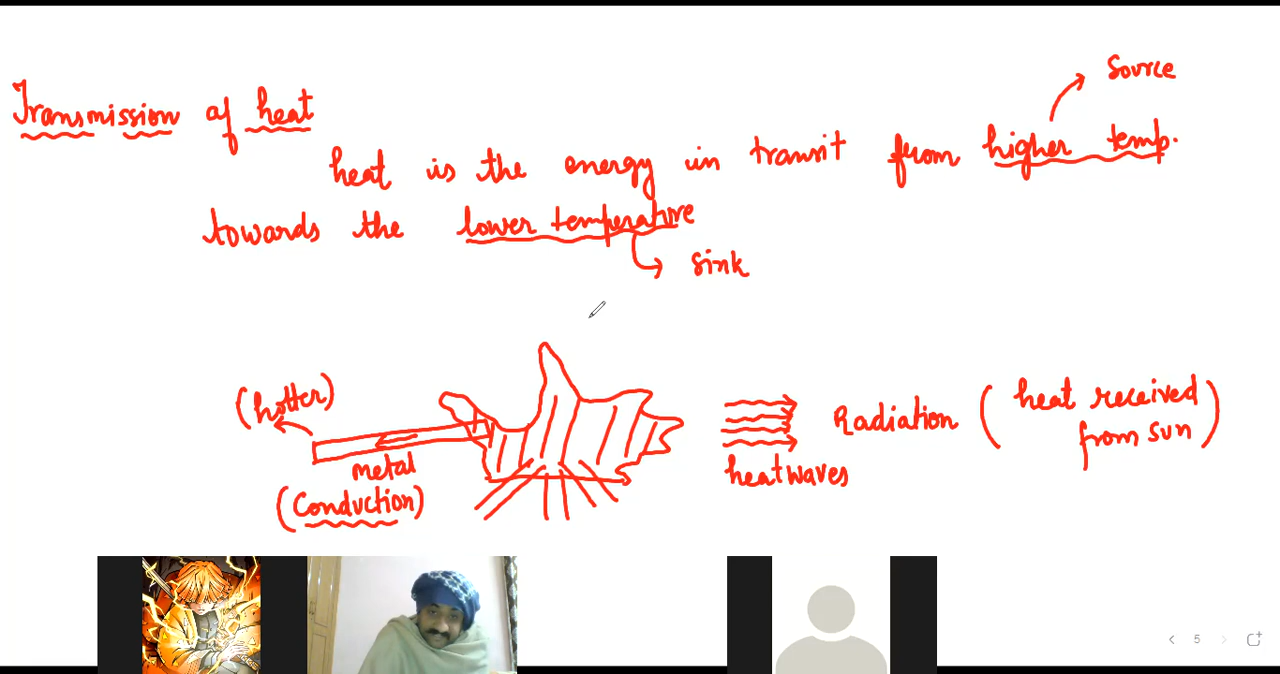 Source
Transmission of heat
heat is the energy in transit from higher temp.
towards the lower temperature
sink
(hotter)
metal
(Conduction)
heatwaves
Radiation (heat received
from sun)
5